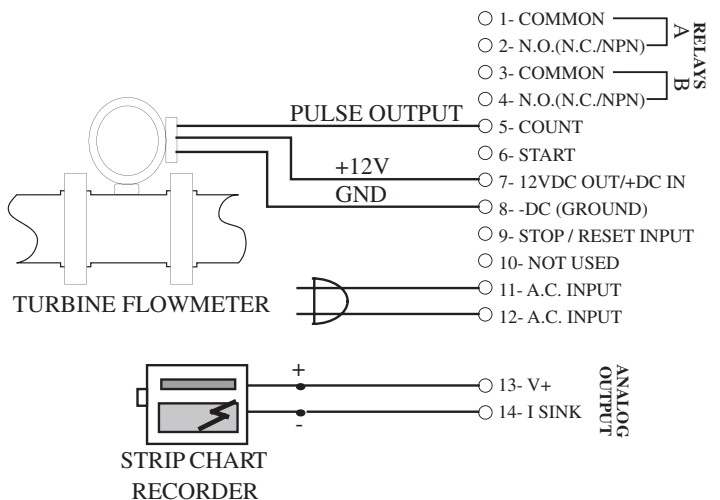 1- COMMON
2- N.O.(N.C./NPN)
A
3- COMMON
4- N.O.(N.C./NPN)
B
RELAYS
PULSE OUTPUT
5- COUNT
6- START
+12V
7- 12VDC OUT/+DC IN
GND
8- -DC (GROUND)
9- STOP / RESET INPUT
10- NOT USED
TURBINE FLOWMETER
11- A.C. INPUT
12- A.C. INPUT
+
13- V+
-
14- I SINK
ANALOG
OUTPUT
STRIP CHART
RECORDER